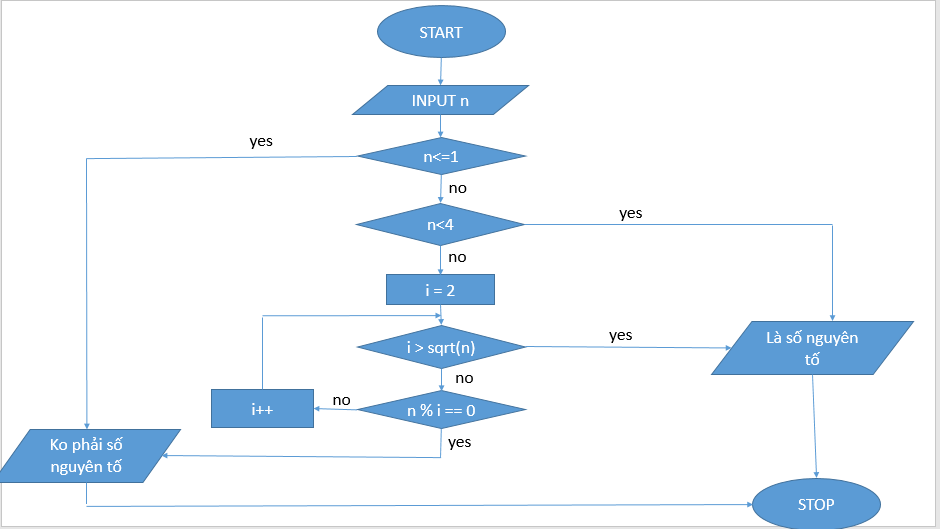 START
INPUT n
yes
n<=1
no
yes
n<4
no
i = 2
yes
i > sqrt(n)
Là số nguyên
tố
no
no
i++
n % i == 0
yes
Ko phải số
nguyên tố
STOP